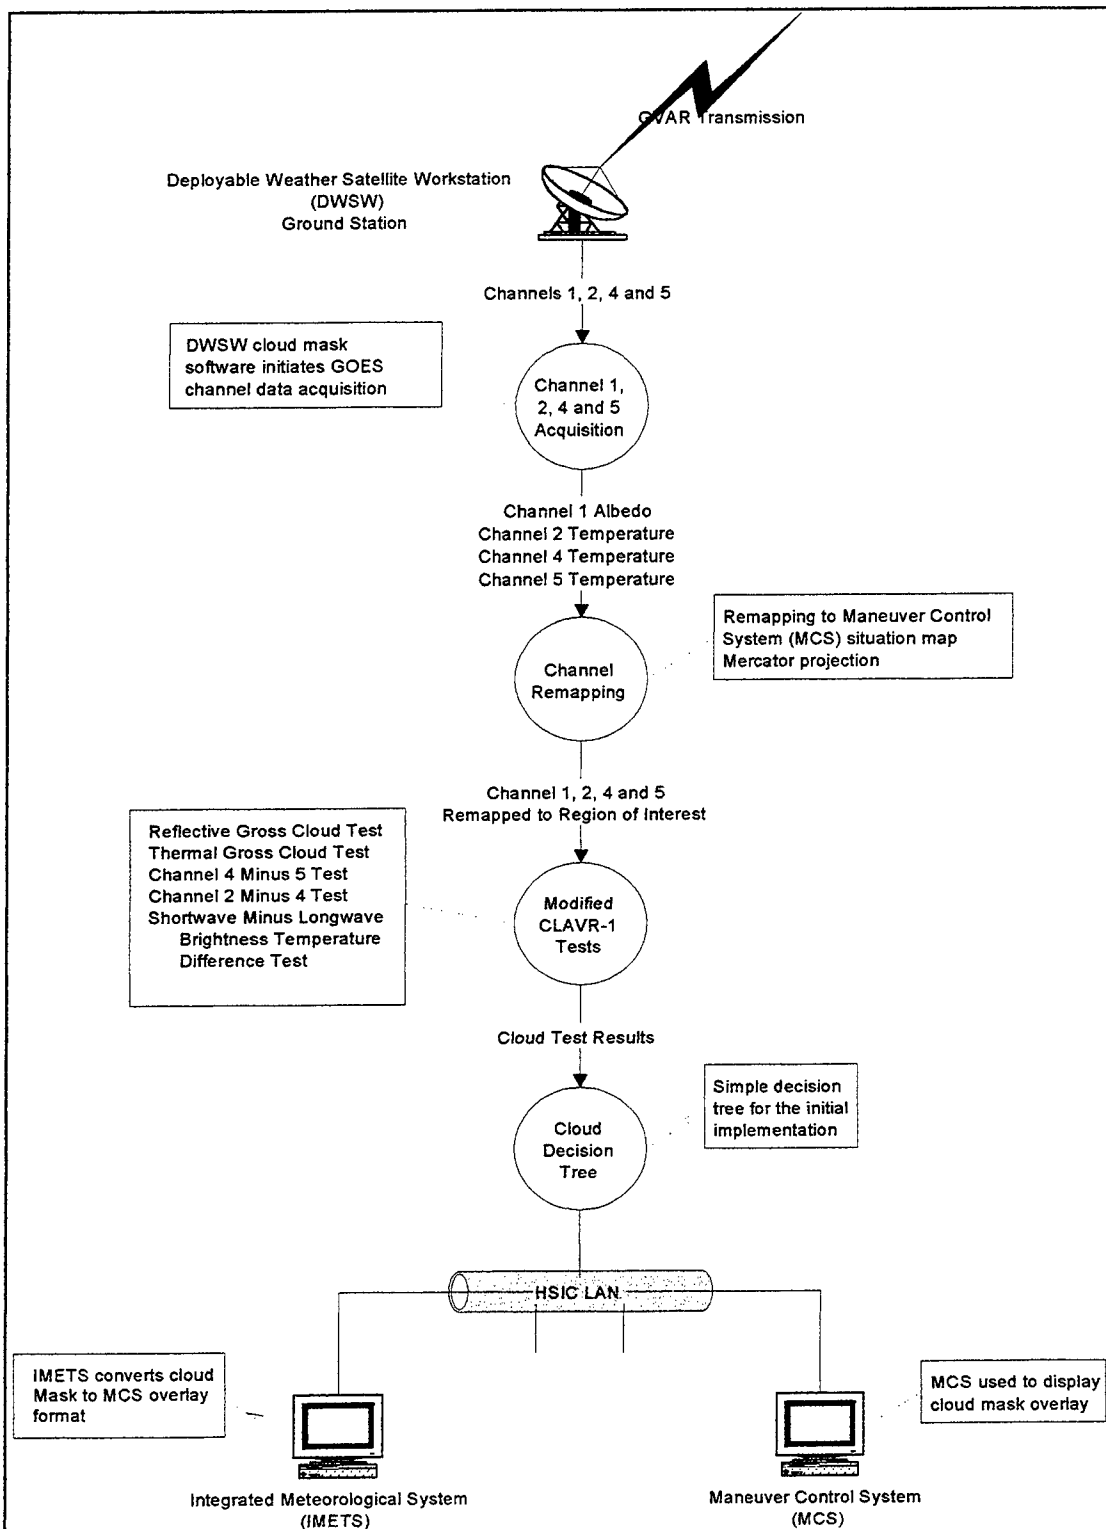 GVAR Transmission
Deployable Weather Satellite Workstation
(DWSW)
Ground Station
Channels 1, 2, 4 and 5
DWSW cloud mask
software initiates GOES
channel data acquisition
Channel 1,
2, 4 and 5
Acquisition
Channel 1 Albedo
Channel 2 Temperature
Channel 4 Temperature
Channel 5 Temperature
Remapping to Maneuver Control
System (MCS) situation map
Mercator projection
Channel
Remapping
Channel 1, 2, 4 and 5
Remapped to Region of Interest
Reflective Gross Cloud Test
Thermal Gross Cloud Test
Channel 4 Minus 5 Test
Channel 2 Minus 4 Test
Shortwave Minus Longwave
Brightness Temperature
Difference Test
Modified
CLAVR-1
Tests
Cloud Test Results
Simple decision
tree for the initial
implementation
Cloud
Decision
Tree
HSIC LAN
IMETS converts cloud
Mask to MCS overlay
format
MCS used to display
cloud mask overlay
Integrated Meteorological System
(IMETS)
Maneuver Control System
(MCS)